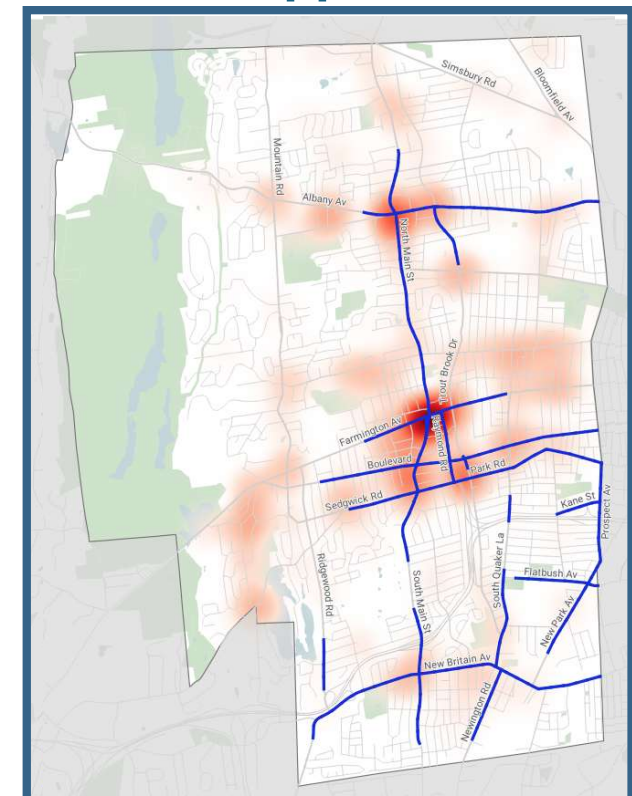 Simsbury Rd
Bloomfield Av
Mountain Rd
Albany Av
North Main St
Trout Brook Dr
Farmington Av
Raymond Rd
Boulevard
Park Rd
Sedgwick Rd
Kane St
Prospect Av
Ridgewood Rd
South Main St
South Quaker La
Flatbush Av
New Park Av
New Britain Av
Newington Rd